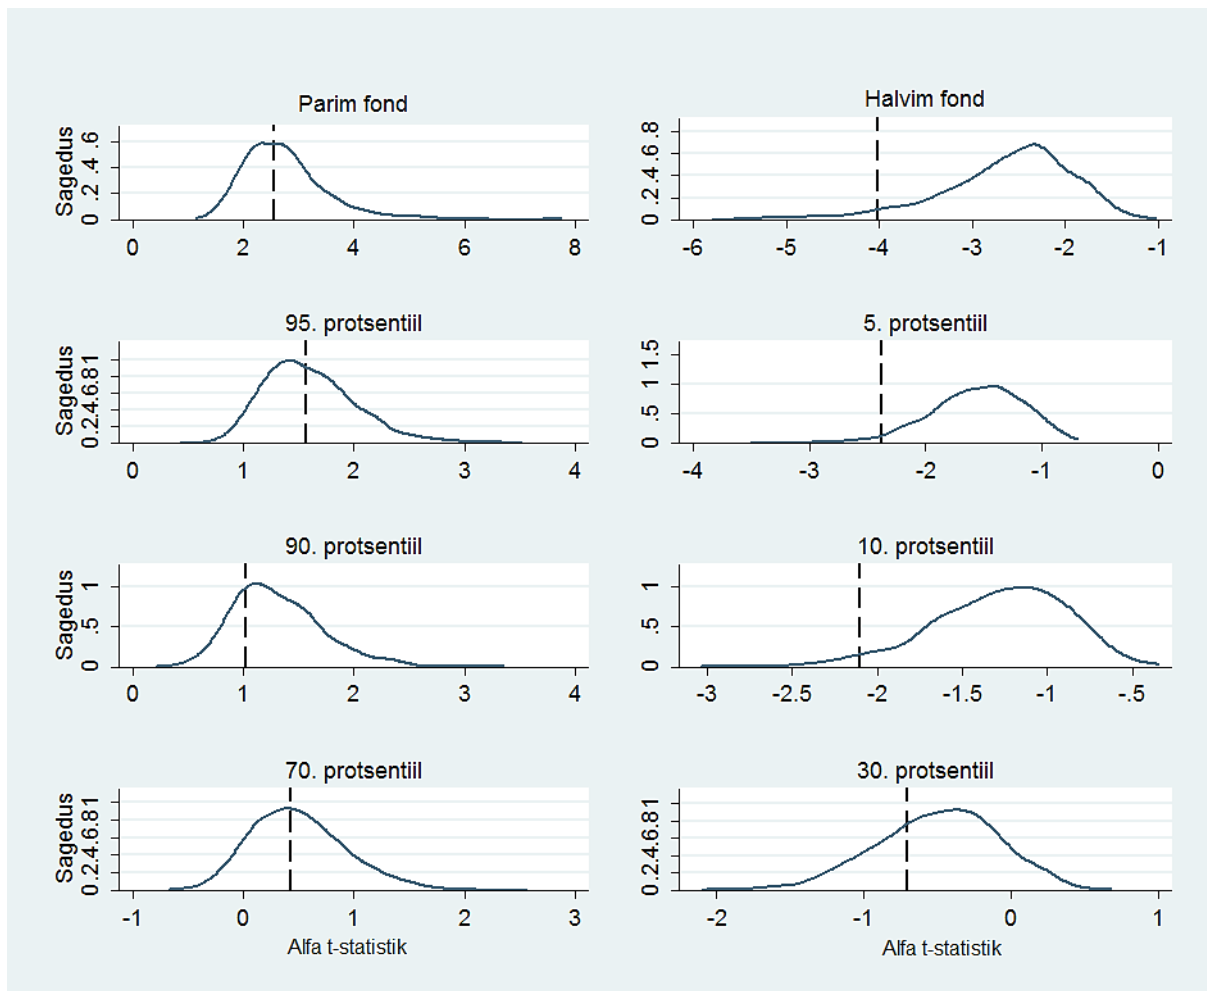 Parim fond
Sagedus
0 .2 .4 .6
0 2 4 6 8
Halvim fond
0 .2 .4 .6 .8
-6 -5 -4 -3 -2 -1
95. protsentiil
Sagedus
0 .2 .4 .6 .8 1
0 1 2 3 4
5. protsentiil
0 .5 1 1.5
-4 -3 -2 -1 0
90. protsentiil
Sagedus
0 .5 1
0 1 2 3 4
10. protsentiil
0 .5 1
-3 -2.5 -2 -1.5 -1 -.5
70. protsentiil
Sagedus
0 .2 .4 .6 .8 1
-1 0 1 2 3
Alfa t-statistik
30. protsentiil
0 .2 .4 .6 .8 1
-2 -1 0 1
Alfa t-statistik